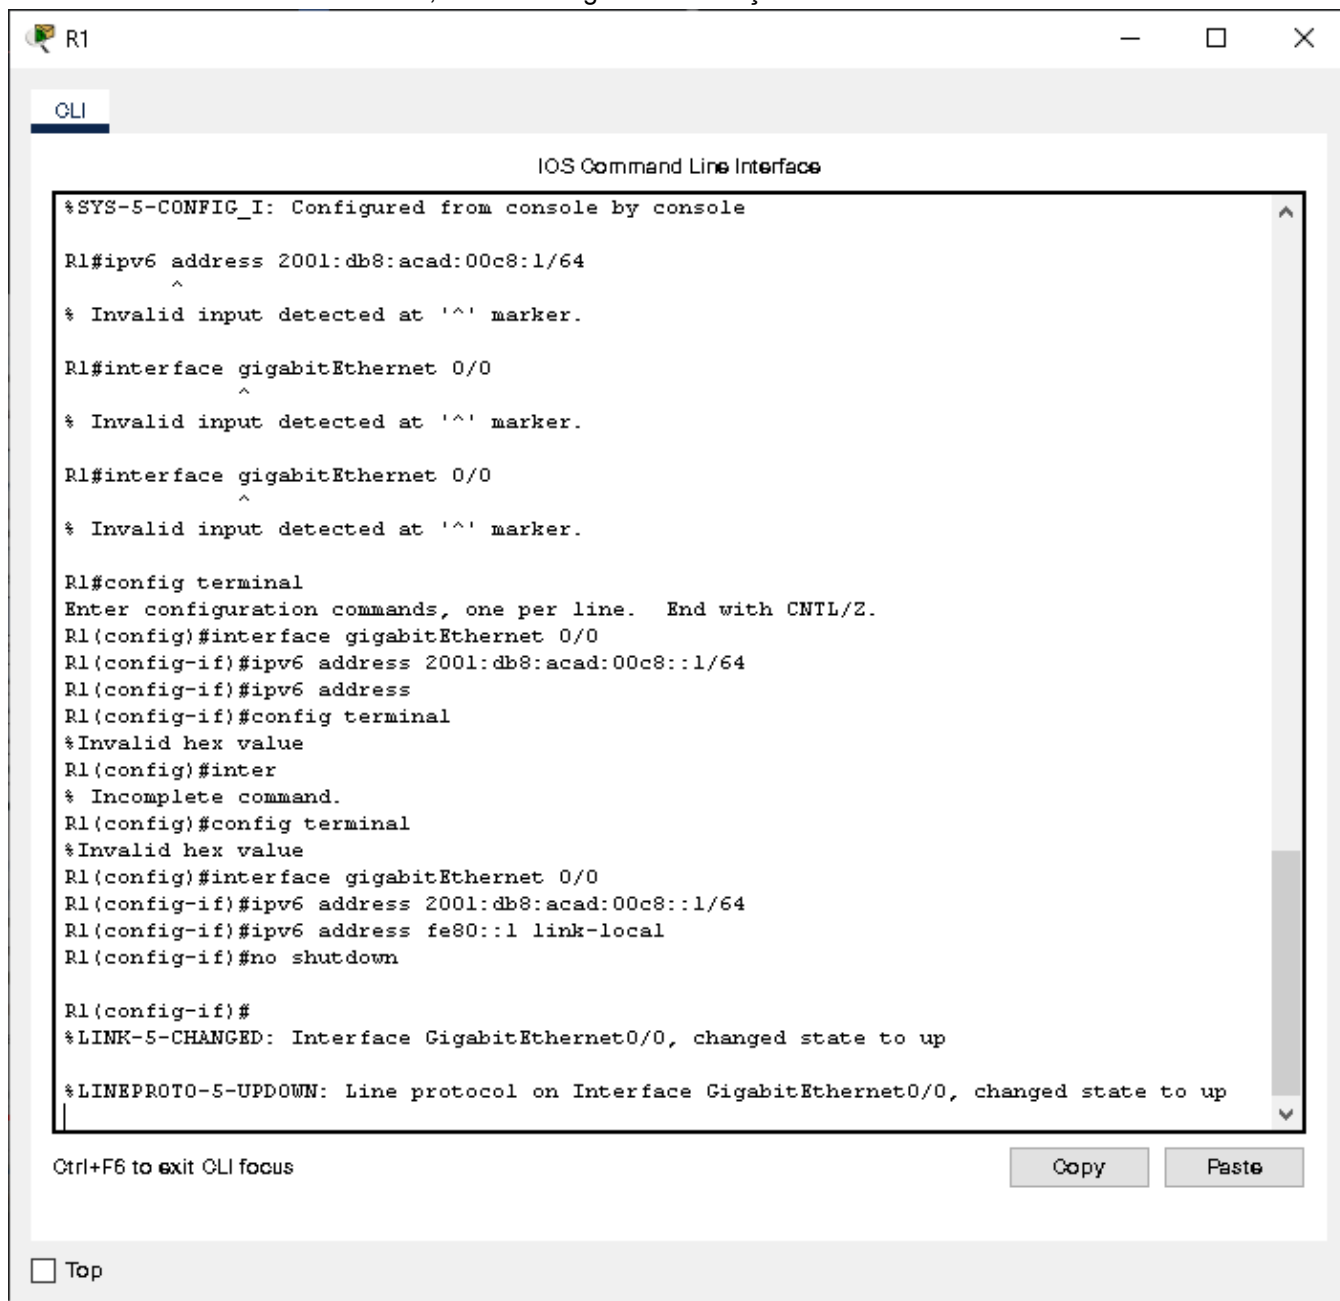 R1
CLI
IOS Command Line Interface
%SYS-5-CONFIG_I: Configured from console by console
R1#ipv6 address 2001:db8:acad:00c8:1/64
^
% Invalid input detected at '^' marker.
R1#interface gigabitEthernet 0/0
^
% Invalid input detected at '^' marker.
R1#interface gigabitEthernet 0/0
^
% Invalid input detected at '^' marker.
R1#config terminal
Enter configuration commands, one per line.  End with CNTL/Z.
R1(config)#interface gigabitEthernet 0/0
R1(config-if)#ipv6 address 2001:db8:acad:00c8::1/64
R1(config-if)#ipv6 address
R1(config-if)#config terminal
%Invalid hex value
R1(config)#inter
% Incomplete command.
R1(config)#config terminal
%Invalid hex value
R1(config)#interface gigabitEthernet 0/0
R1(config-if)#ipv6 address 2001:db8:acad:00c8::1/64
R1(config-if)#ipv6 address fe80::1 link-local
R1(config-if)#no shutdown
R1(config-if)#
%LINK-5-CHANGED: Interface GigabitEthernet0/0, changed state to up
%LINEPROTO-5-UPDOWN: Line protocol on Interface GigabitEthernet0/0, changed state to up
Ctrl+F6 to exit CLI focus
Copy
Paste
Top